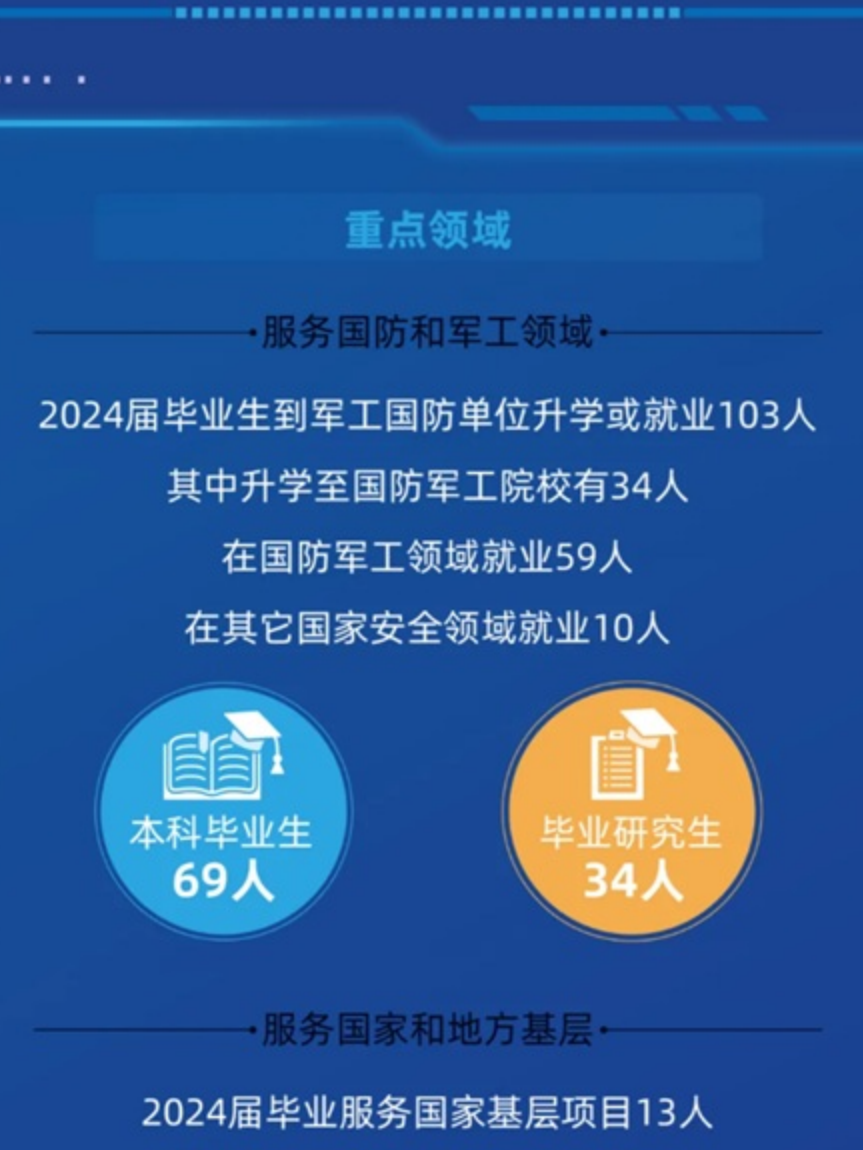 重点领域
服务国防和军工领域
2024届毕业生到军工国防单位升学或就业103人
其中升学至国防军工院校有34人
在国防军工领域就业59人
在其它国家安全领域就业10人
本科毕业生
69人
毕业研究生
34人
服务国家和地方基层
2024届毕业服务国家基层项目13人